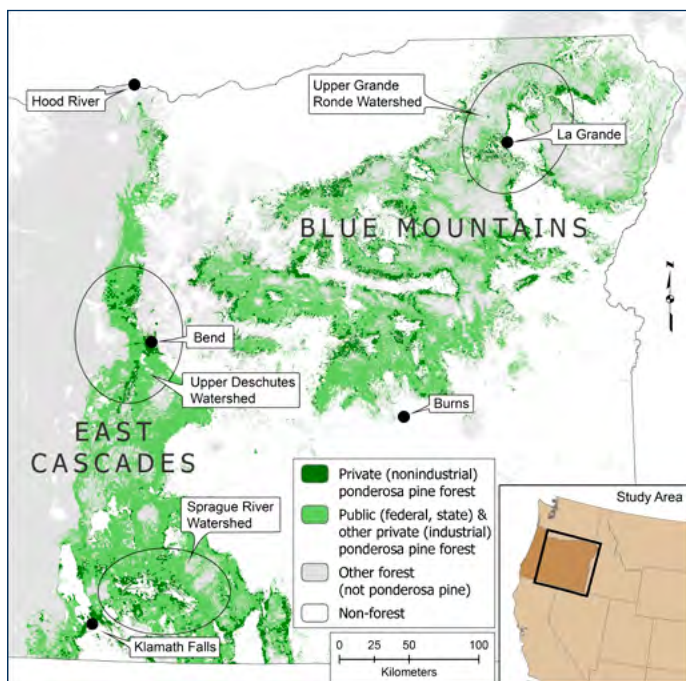 Hood River
Upper Grande
Ronde Watershed
La Grande
BLUE MOUNTAINS
N
Bend
Upper Deschutes
Watershed
Burns
EAST
CASCADES
Sprague River
Watershed
Klamath Falls
Private (nonindustrial)
ponderosa pine forest
Public (federal, state) &
other private (industrial)
ponderosa pine forest
Other forest
(not ponderosa pine)
Non-forest
0 25 50 100
Kilometers
Study Area